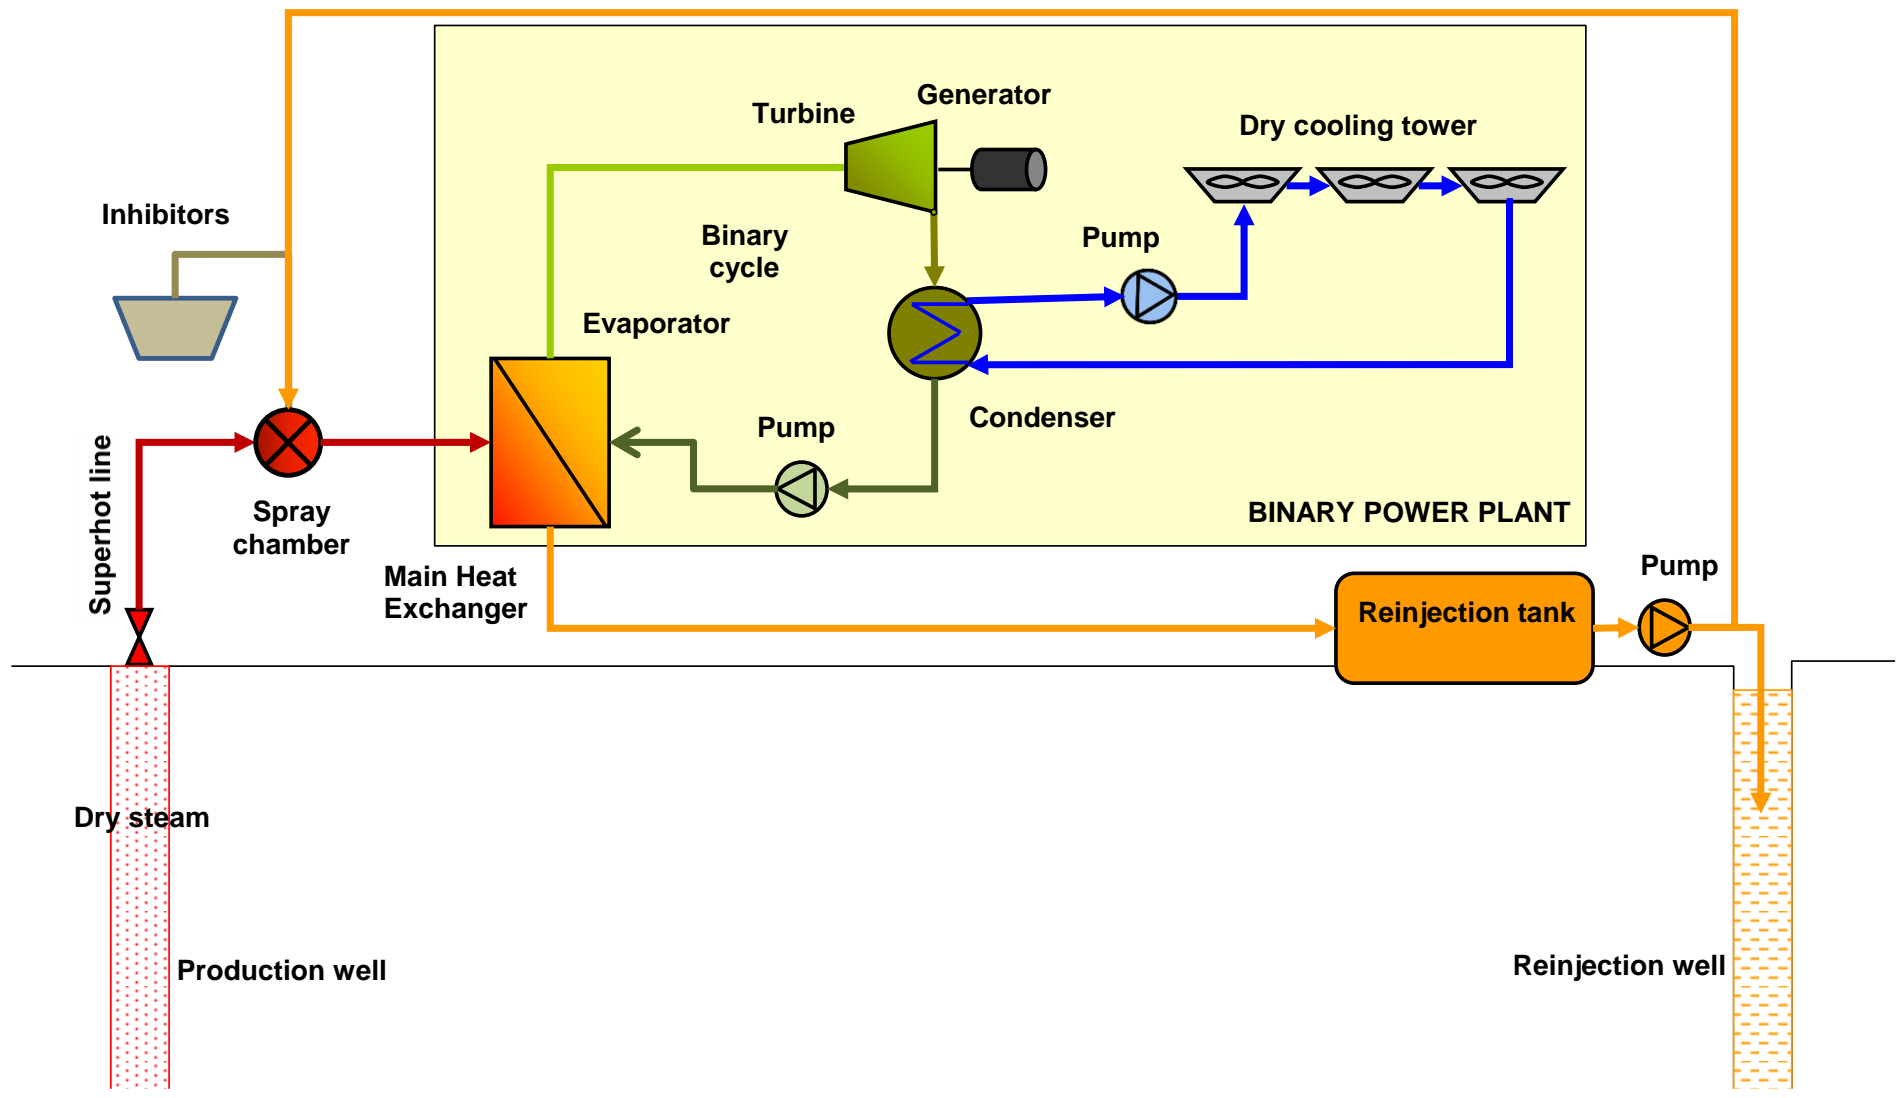 Generator
Turbine
Dry cooling tower
Inhibitors
Binary
cycle
Pump
Evaporator
Condenser
Pump
Superhot line
Spray
chamber
BINARY POWER PLANT
Main Heat
Exchanger
Pump
Reinjection tank
Dry steam
Production well
Reinjection well